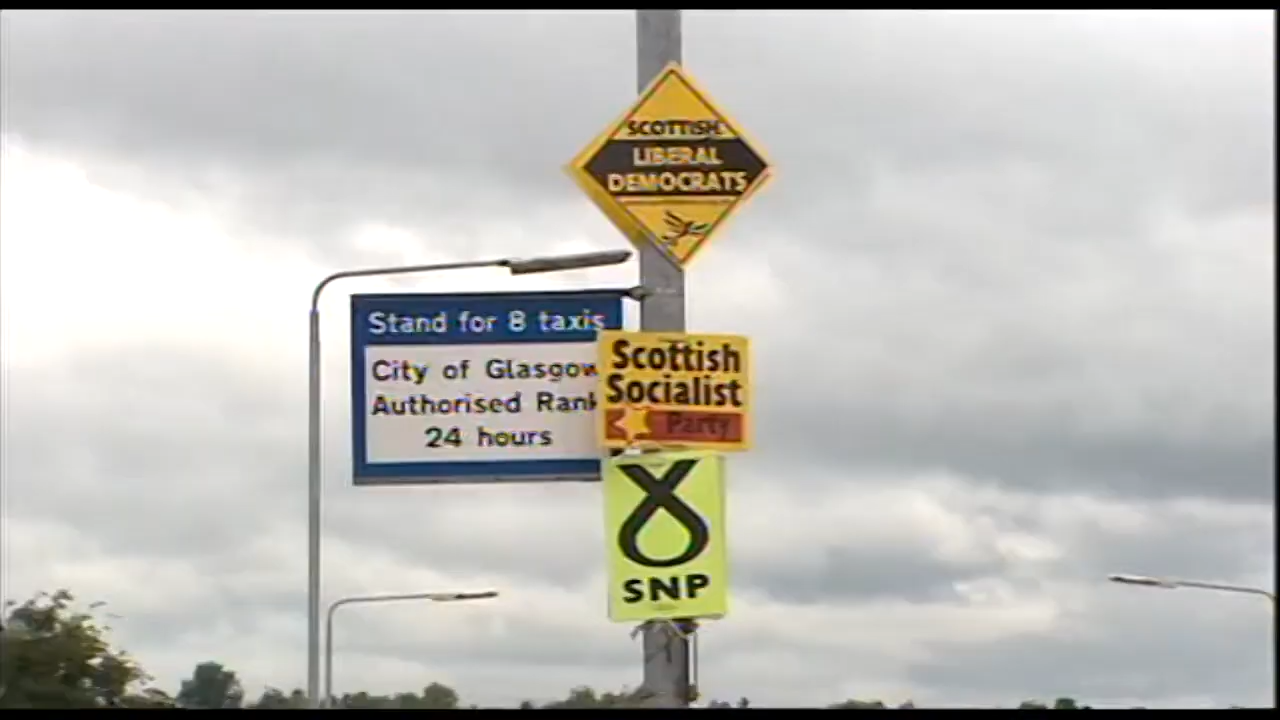 SCOTTISH
LIBERAL
DEMOCRATS
Stand for 8 taxis
City of Glasgow
Authorised Rank
24 hours
Scottish
Socialist
Party
SNP